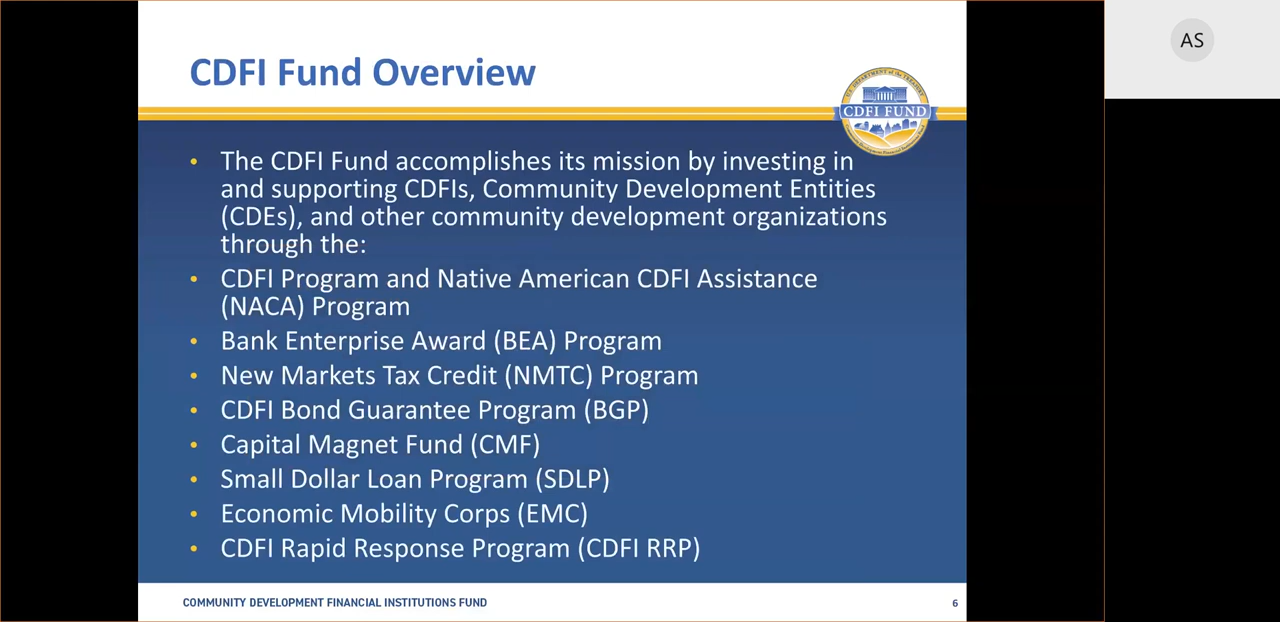 CDFI Fund Overview
AS
U.S. DEPARTMENT of the TREASURY
CDFI FUND
• The CDFI Fund accomplishes its mission by investing in
and supporting CDFIs, Community Development Entities
(CDEs), and other community development organizations
through the:
• CDFI Program and Native American CDFI Assistance
(NACA) Program
• Bank Enterprise Award (BEA) Program
• New Markets Tax Credit (NMTC) Program
• CDFI Bond Guarantee Program (BGP)
• Capital Magnet Fund (CMF)
• Small Dollar Loan Program (SDLP)
• Economic Mobility Corps (EMC)
• CDFI Rapid Response Program (CDFI RRP)
COMMUNITY DEVELOPMENT FINANCIAL INSTITUTIONS FUND
6